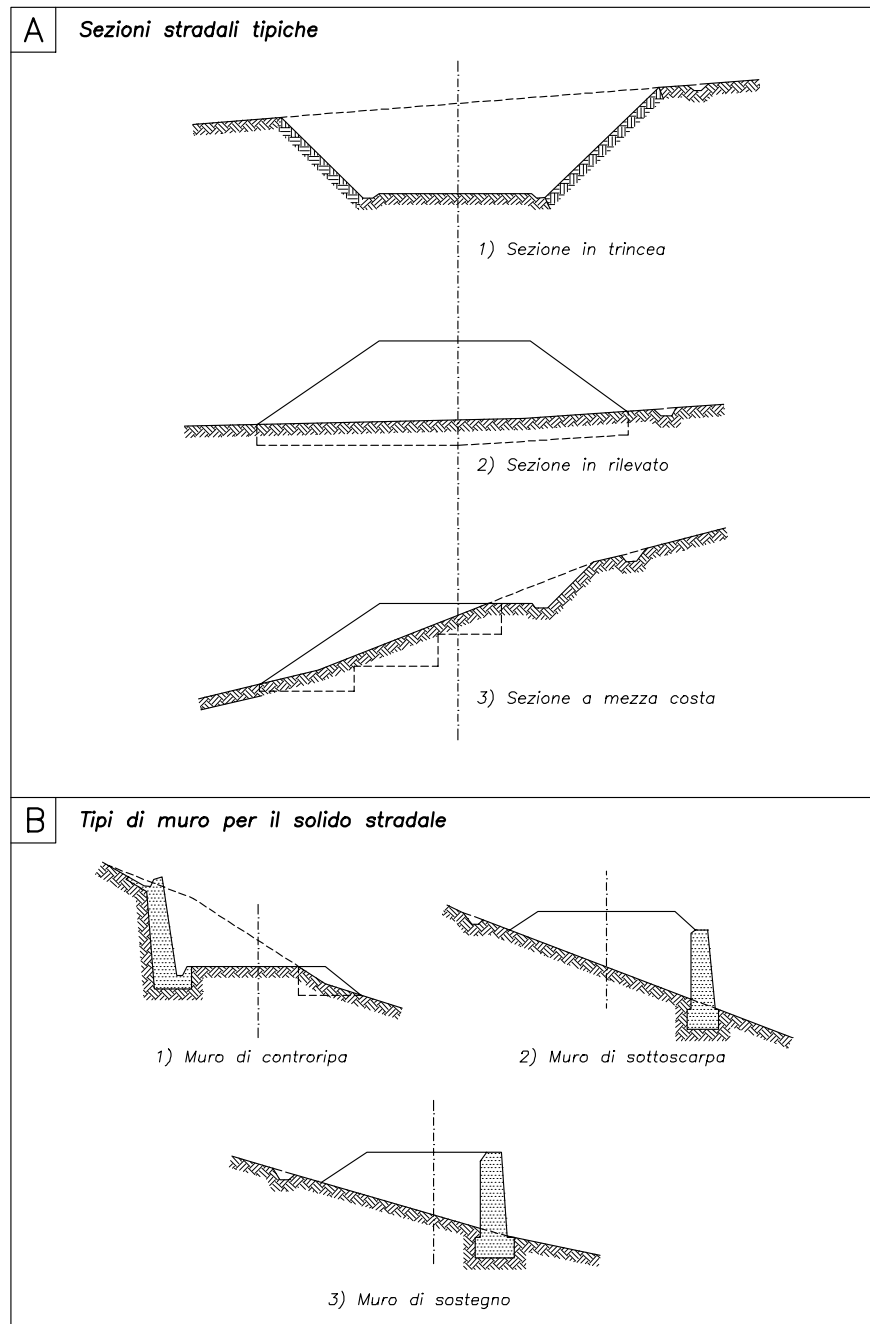 A Sezioni stradali tipiche
1) Sezione in trincea
2) Sezione in rilevato
3) Sezione a mezza costa
B Tipi di muro per il solido stradale
1) Muro di controripa
2) Muro di sottoscarpa
3) Muro di sostegno